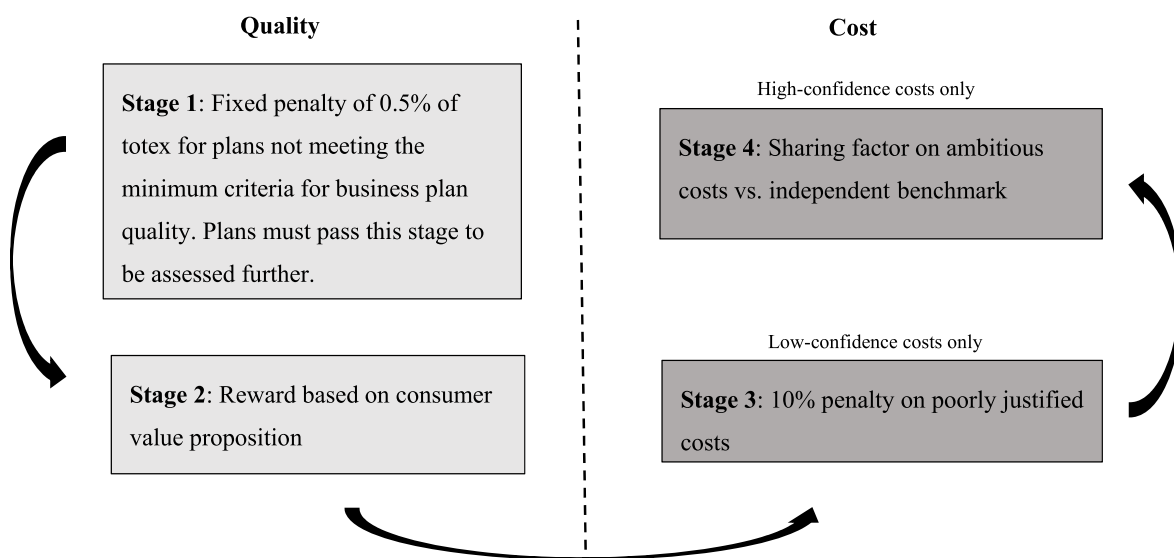 Quality
Stage 1: Fixed penalty of 0.5% of
totex for plans not meeting the
minimum criteria for business plan
quality. Plans must pass this stage to
be assessed further.
Stage 2: Reward based on consumer
value proposition
Cost
High-confidence costs only
Stage 4: Sharing factor on ambitious
costs vs. independent benchmark
Low-confidence costs only
Stage 3: 10% penalty on poorly justified
costs